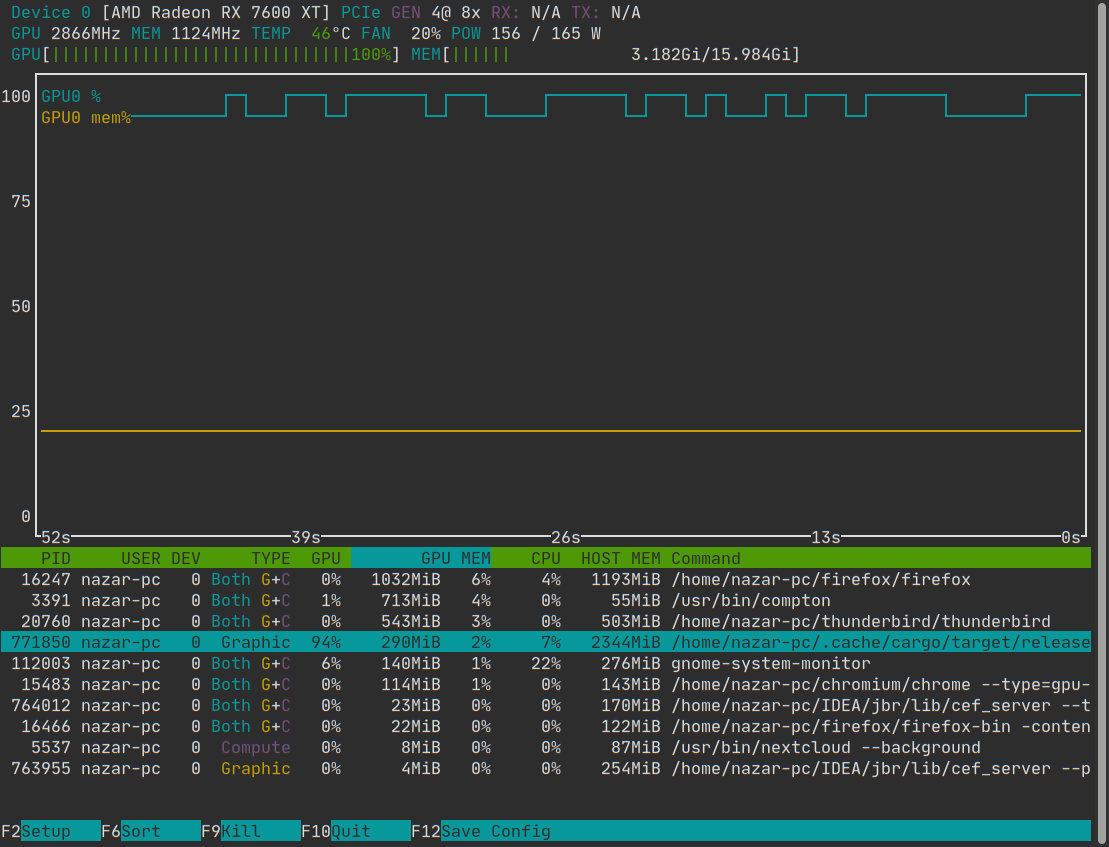 Device 0 [AMD Radeon RX 7600 XT] PCIe GEN 4@ 8x RX: N/A TX: N/A
GPU 2866MHz MEM 1124MHz TEMP  46°C FAN  20% POW 156 / 165 W
GPU[||||||||||||||||||||||||||||||100%] MEM[||||||            3.182Gi/15.984Gi]
100 GPU0 %
GPU0 mem%
75
50
25
0
52s 39s 26s 13s 0s
PID USER DEV TYPE GPU GPU MEM CPU HOST MEM Command
16247 nazar-pc 0 Both G+C 0% 1032MiB 6% 4% 1193MiB /home/nazar-pc/firefox/firefox
3391 nazar-pc 0 Both G+C 1% 713MiB 4% 0% 55MiB /usr/bin/compton
20760 nazar-pc 0 Both G+C 0% 543MiB 3% 0% 503MiB /home/nazar-pc/thunderbird/thunderbird
771850 nazar-pc 0 Graphic 94% 290MiB 2% 7% 2344MiB /home/nazar-pc/.cache/cargo/target/release
112003 nazar-pc 0 Both G+C 6% 140MiB 1% 22% 276MiB gnome-system-monitor
15483 nazar-pc 0 Both G+C 0% 114MiB 1% 0% 143MiB /home/nazar-pc/chromium/chrome --type=gpu-
764012 nazar-pc 0 Both G+C 0% 23MiB 0% 0% 170MiB /home/nazar-pc/IDEA/jbr/lib/cef_server --t
16466 nazar-pc 0 Both G+C 0% 22MiB 0% 0% 122MiB /home/nazar-pc/firefox/firefox-bin -conten
5537 nazar-pc 0 Compute 0% 8MiB 0% 0% 87MiB /usr/bin/nextcloud --background
763955 nazar-pc 0 Graphic 0% 4MiB 0% 0% 254MiB /home/nazar-pc/IDEA/jbr/lib/cef_server --p
F2Setup F6Sort F9Kill F10Quit F12Save Config